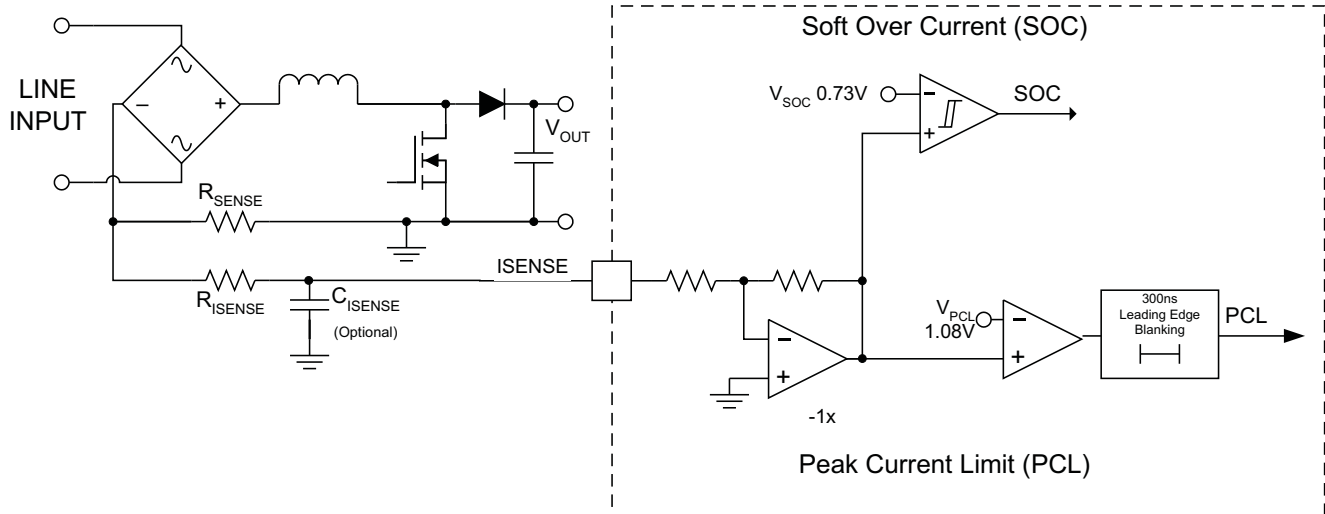 Soft Over Current (SOC)
LINE
INPUT
−
+
V_OUT
R_SENSE
R_ISENSE
C_ISENSE
(Optional)
ISENSE
V_SOC 0.73V
−
+
SOC
−
+
-1x
V_PCL
1.08V
−
+
300ns
Leading Edge
Blanking
PCL
Peak Current Limit (PCL)